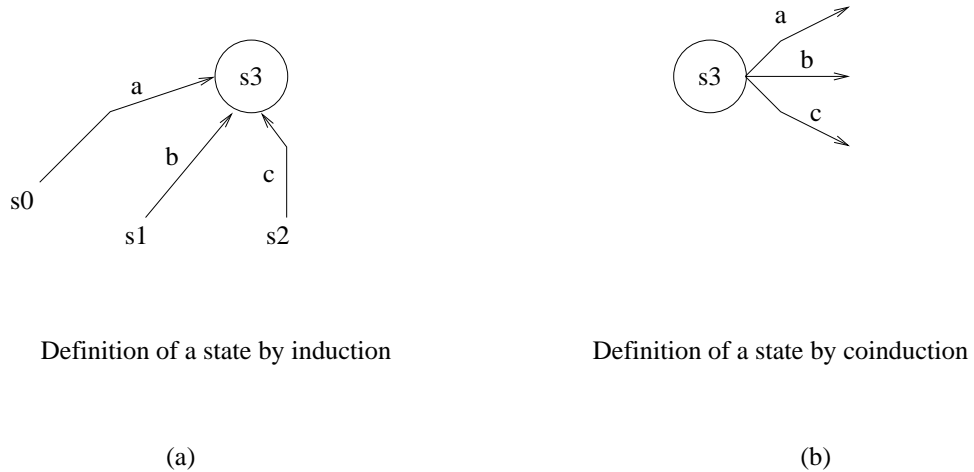 a
s3
b
c
s0
s1
s2
Definition of a state by induction
(a)
a
s3
b
c
Definition of a state by coinduction
(b)